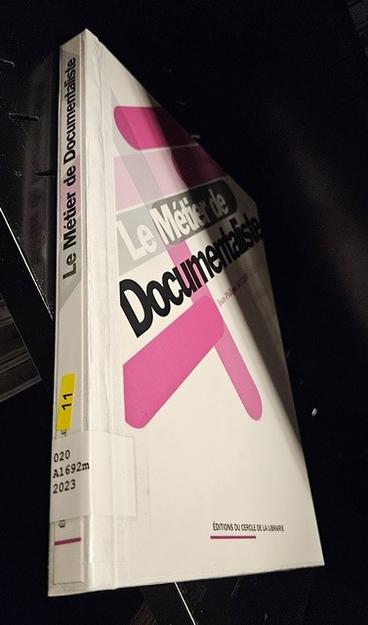 Le Métier de Documentaliste
11
020
A1692m
2023
Le Métier de
Documentaliste
ÉDITIONS DU CERCLE DE LA LIBRAIRIE